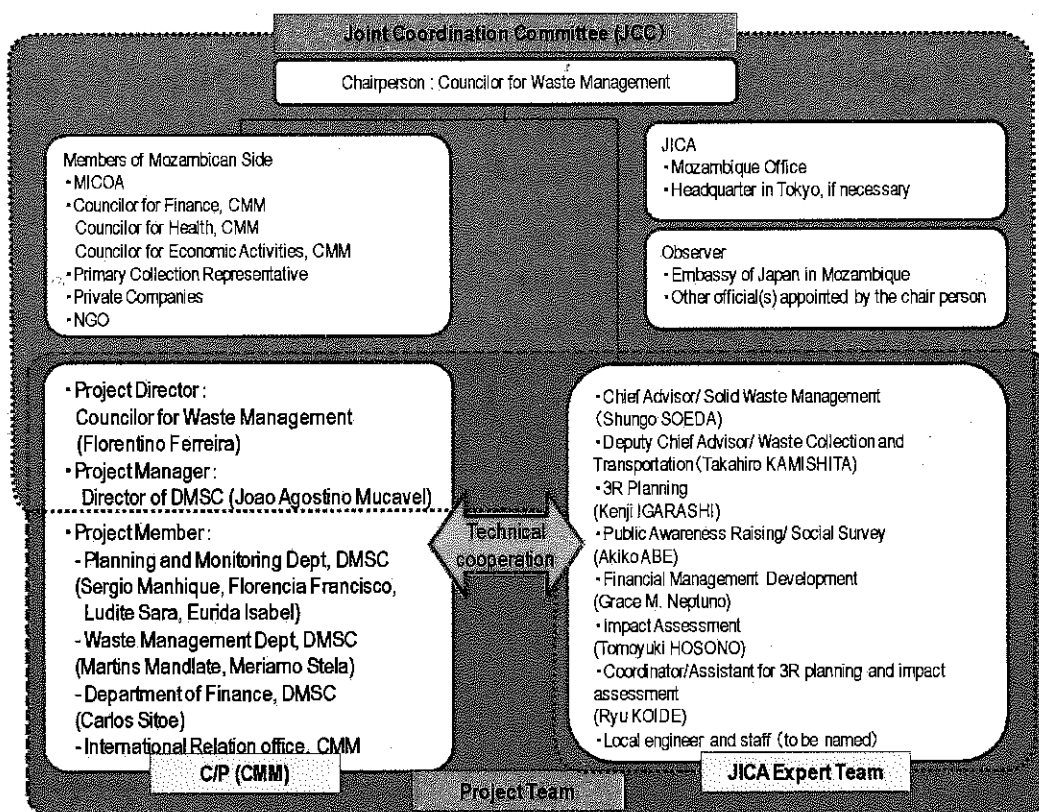 Joint Coordination Committee (JCC)
Chairperson : Councilor for Waste Management
Members of Mozambican Side
・MICOA
・Councilor for Finance, CMM
Councilor for Health, CMM
Councilor for Economic Activities, CMM
・Primary Collection Representative
・Private Companies
・NGO
JICA
・Mozambique Office
・Headquarter in Tokyo, if necessary
Observer
・Embassy of Japan in Mozambique
・Other official(s) appointed by the chair person
・Project Director :
Councilor for Waste Management
(Florentino Ferreira)
・Project Manager :
Director of DMSC (Joao Agostino Mucavel)
・Project Member :
- Planning and Monitoring Dept, DMSC
(Sergio Manhique, Florencia Francisco,
Ludite Sara, Eurida Isabel)
- Waste Management Dept, DMSC
(Martins Mandlate, Meriamo Stela)
- Department of Finance, DMSC
(Carlos Sitoe)
- International Relation office, CMM
C/P (CMM)
Technical
cooperation
・Chief Advisor/ Solid Waste Management
(Shungo SOEDA)
・Deputy Chief Advisor/ Waste Collection and
Transportation (Takahiro KAMISHITA)
・3R Planning
(Kenji IGARASHI)
・Public Awareness Raising/ Social Survey
(Akiko ABE)
・Financial Management Development
(Grace M. Neptuno)
・Impact Assessment
(Tomoyuki HOSONO)
・Coordinator/Assistant for 3R planning and impact
assessment
(Ryu KOIDE)
・Local engineer and staff (to be named)
JICA Expert Team
Project Team